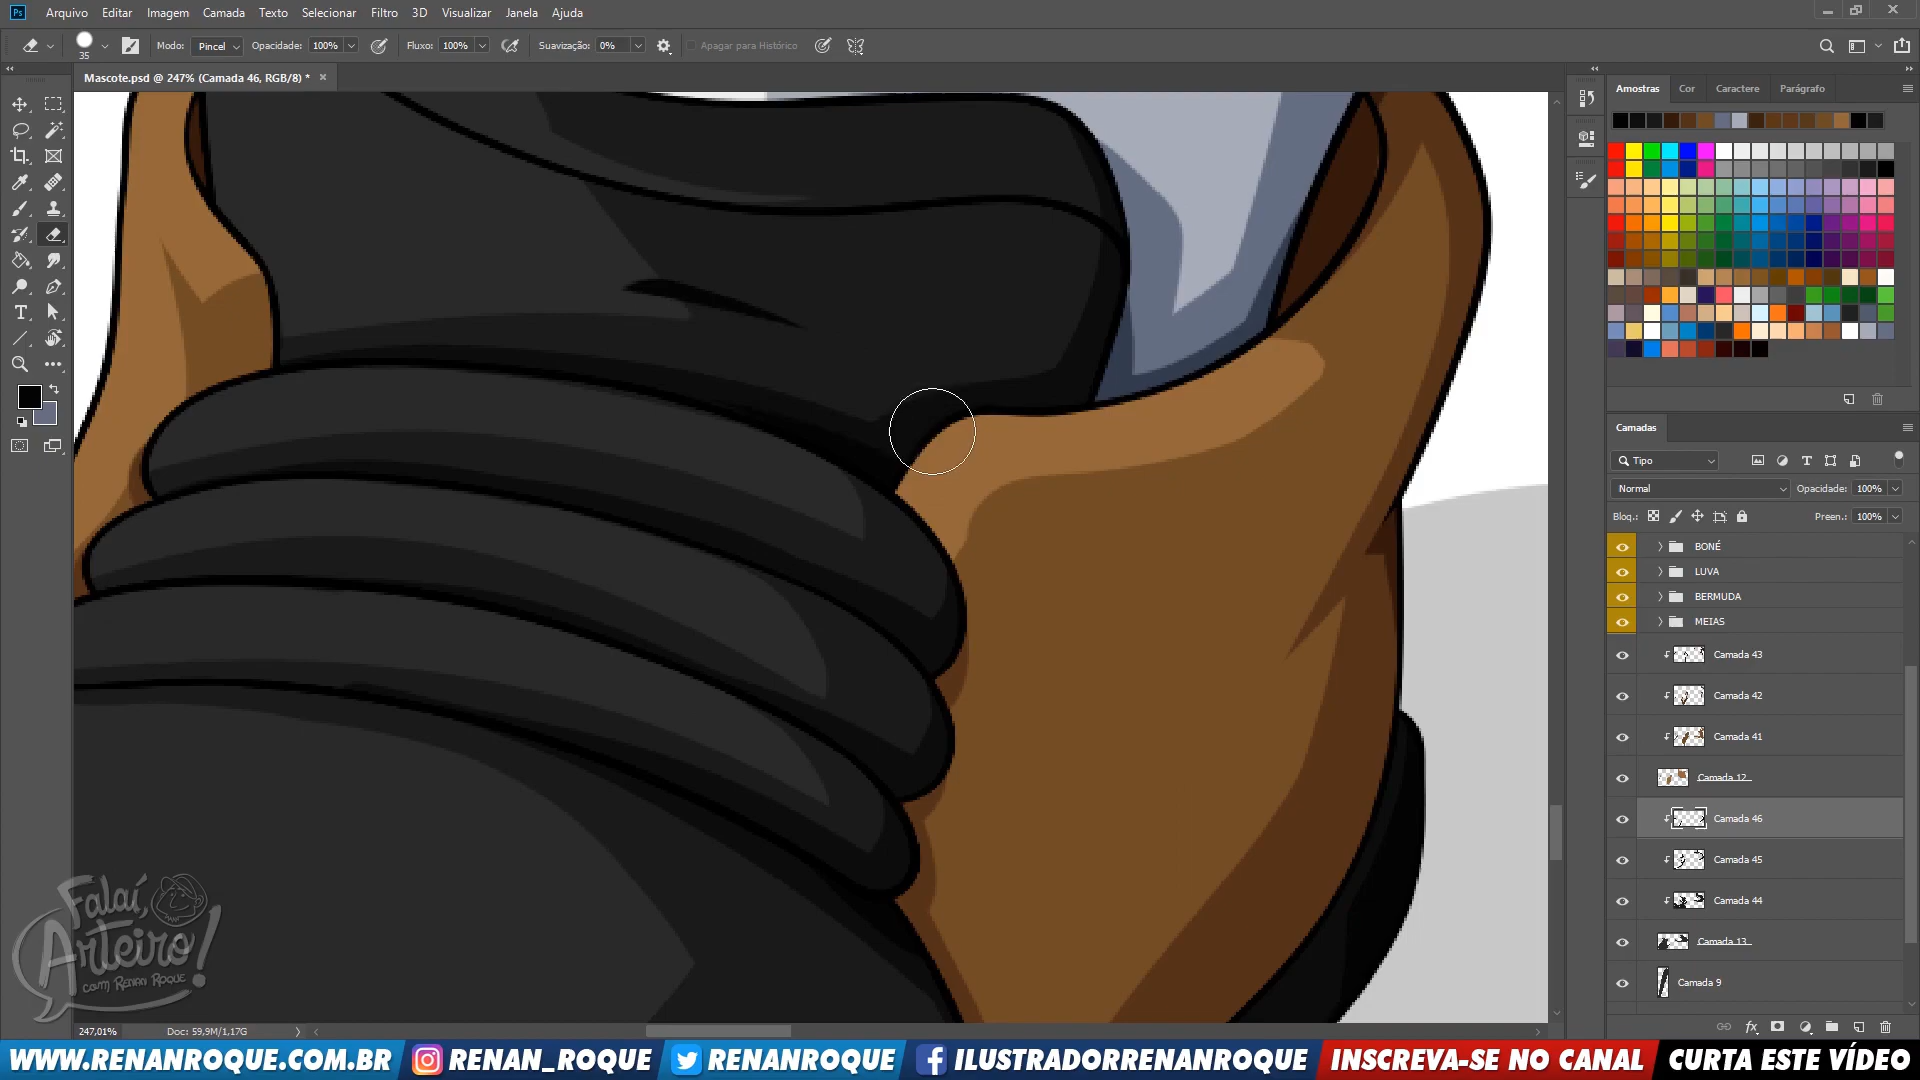 Ps Arquivo Editar Imagem Camada Texto Selecionar Filtro 3D Visualizar Janela Ajuda
35 Modo: Pincel Opacidade: 100% Fluxo: 100% Suavização: 0% Apagar para Histórico
Mascote.psd @ 247% (Camada 46, RGB/8) *
Amostras Cor Caractere Parágrafo
Camadas
Tipo
Normal Opacidade: 100%
Bloq.: Preen.: 100%
BONÉ
LUVA
BERMUDA
MEIAS
Camada 43
Camada 42
Camada 41
Camada 12
Camada 46
Camada 45
Camada 44
Camada 13
Camada 9
Falaí,
Arteiro!
COM RENAN ROQUE
247,01% Doc: 59,9M/1,17G
WWW.RENANROQUE.COM.BR RENAN_ROQUE RENANROQUE ILUSTRADORRENANROQUE INSCREVA-SE NO CANAL CURTA ESTE VÍDEO